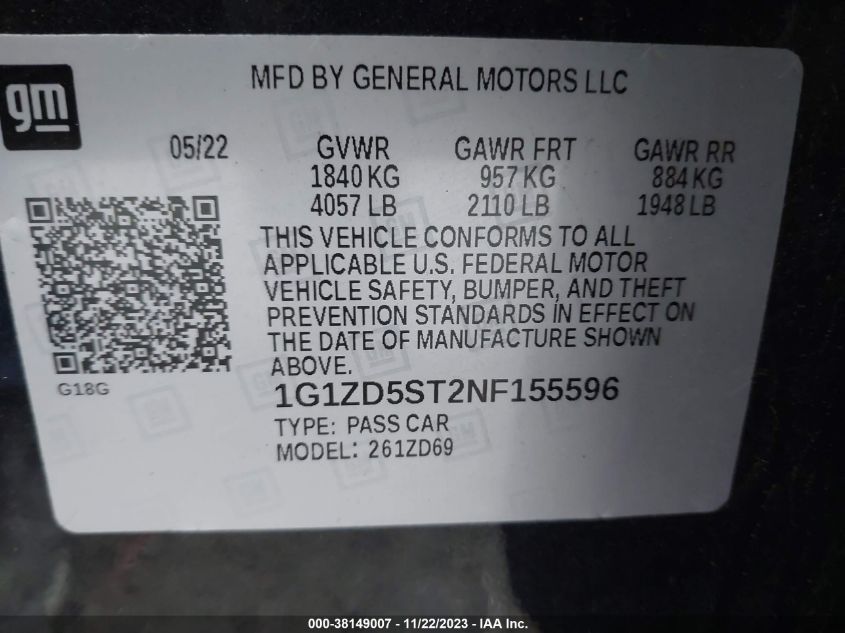 MFD BY GENERAL MOTORS LLC
gm
05/22 GVWR GAWR FRT GAWR RR
1840 KG 957 KG 884 KG
4057 LB 2110 LB 1948 LB
THIS VEHICLE CONFORMS TO ALL
APPLICABLE U.S. FEDERAL MOTOR
VEHICLE SAFETY, BUMPER, AND THEFT
PREVENTION STANDARDS IN EFFECT ON
THE DATE OF MANUFACTURE SHOWN
ABOVE.
G18G
1G1ZD5ST2NF155596
TYPE: PASS CAR
MODEL: 261ZD69
000-38149007 - 11/22/2023 - IAA Inc.